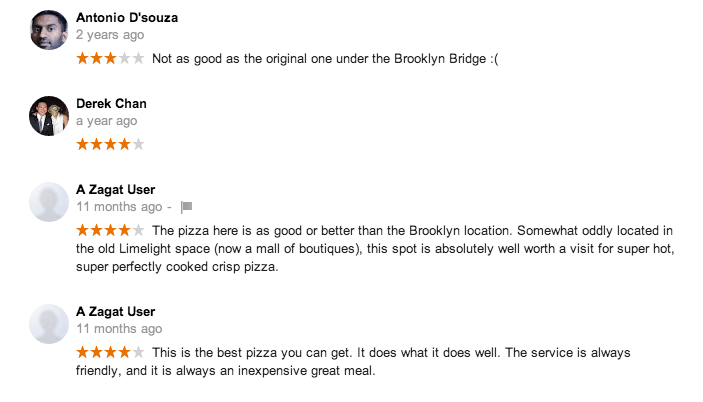 Antonio D'souza
2 years ago
Not as good as the original one under the Brooklyn Bridge :(
Derek Chan
a year ago
A Zagat User
11 months ago -
The pizza here is as good or better than the Brooklyn location. Somewhat oddly located in
the old Limelight space (now a mall of boutiques), this spot is absolutely well worth a visit for super hot,
super perfectly cooked crisp pizza.
A Zagat User
11 months ago
This is the best pizza you can get. It does what it does well. The service is always
friendly, and it is always an inexpensive great meal.